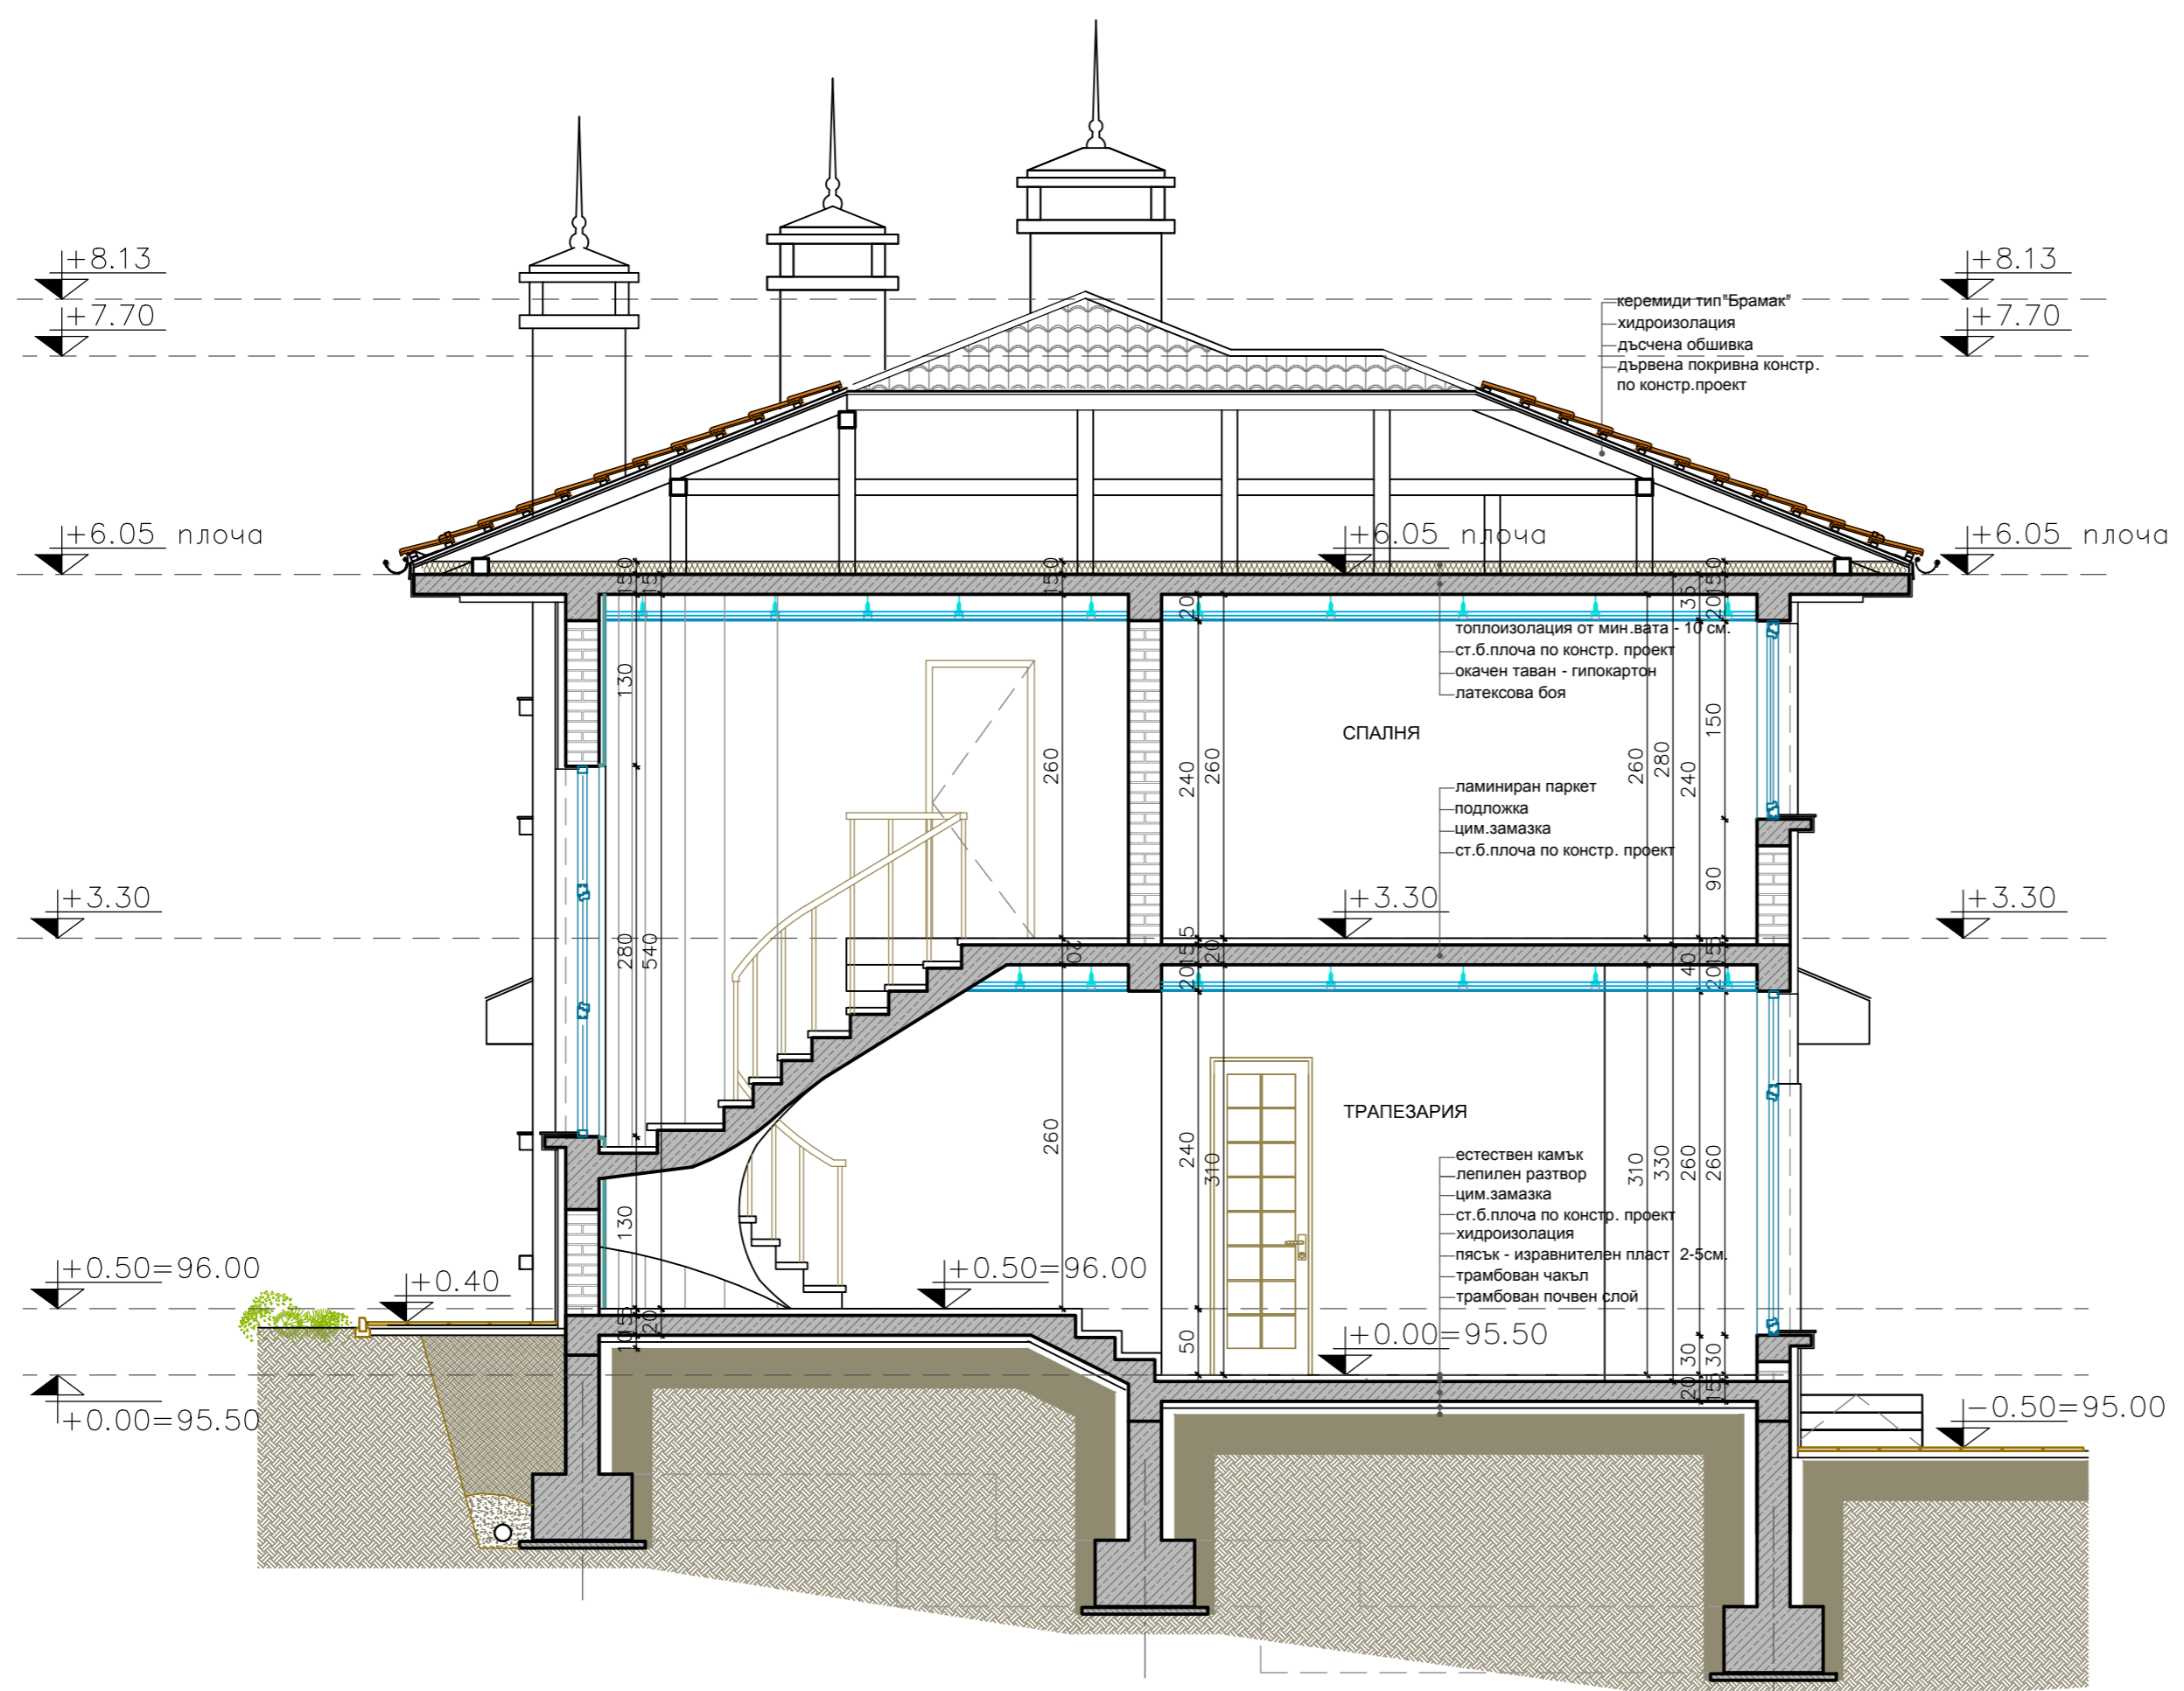 +8.13
+8.13
керемиди тип"Брамак"
+7.70
+7.70
хидроизолация
дъсчена обшивка
дървена покривна констр.
по констр.проект
+6.05 плоча
+6.05 плоча
+6.05 плоча
топлоизолация от мин.вата - 10 см.
ст.б.плоча по констр. проект
окачен таван - гипокартон
латексова боя
130
150
СПАЛНЯ
260
240
260
260
280
240
ламиниран паркет
подложка
цим.замазка
ст.б.плоча по констр. проект
90
+3.30
+3.30
+3.30
280
540
20
20
40
ТРАПЕЗАРИЯ
260
240
310
310
330
260
260
естествен камък
лепилен разтвор
цим.замазка
ст.б.плоча по констр. проект
хидроизолация
пясък - изравнителен пласт 2-5см.
трамбован чакъл
трамбован почвен слой
130
+0.50=96.00
+0.40
+0.50=96.00
20
50
+0.00=95.50
30
30
20
+0.00=95.50
-0.50=95.00